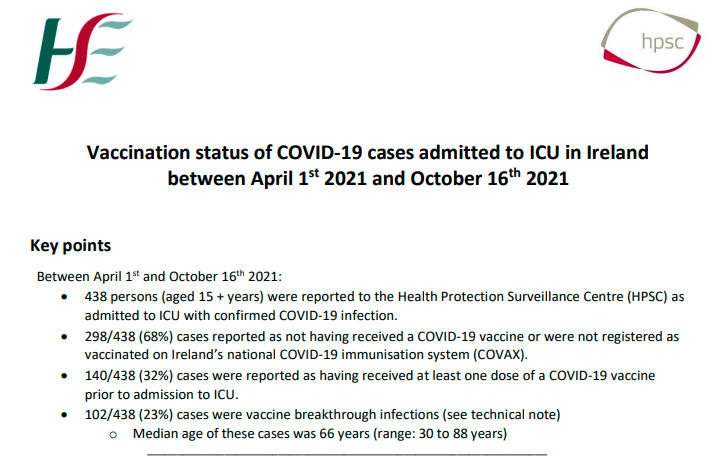 HSE
hpsc
Vaccination status of COVID-19 cases admitted to ICU in Ireland
between April 1st 2021 and October 16th 2021
Key points
Between April 1st and October 16th 2021:
• 438 persons (aged 15 + years) were reported to the Health Protection Surveillance Centre (HPSC) as
admitted to ICU with confirmed COVID-19 infection.
• 298/438 (68%) cases reported as not having received a COVID-19 vaccine or were not registered as
vaccinated on Ireland's national COVID-19 immunisation system (COVAX).
• 140/438 (32%) cases were reported as having received at least one dose of a COVID-19 vaccine
prior to admission to ICU.
• 102/438 (23%) cases were vaccine breakthrough infections (see technical note)
o Median age of these cases was 66 years (range: 30 to 88 years)